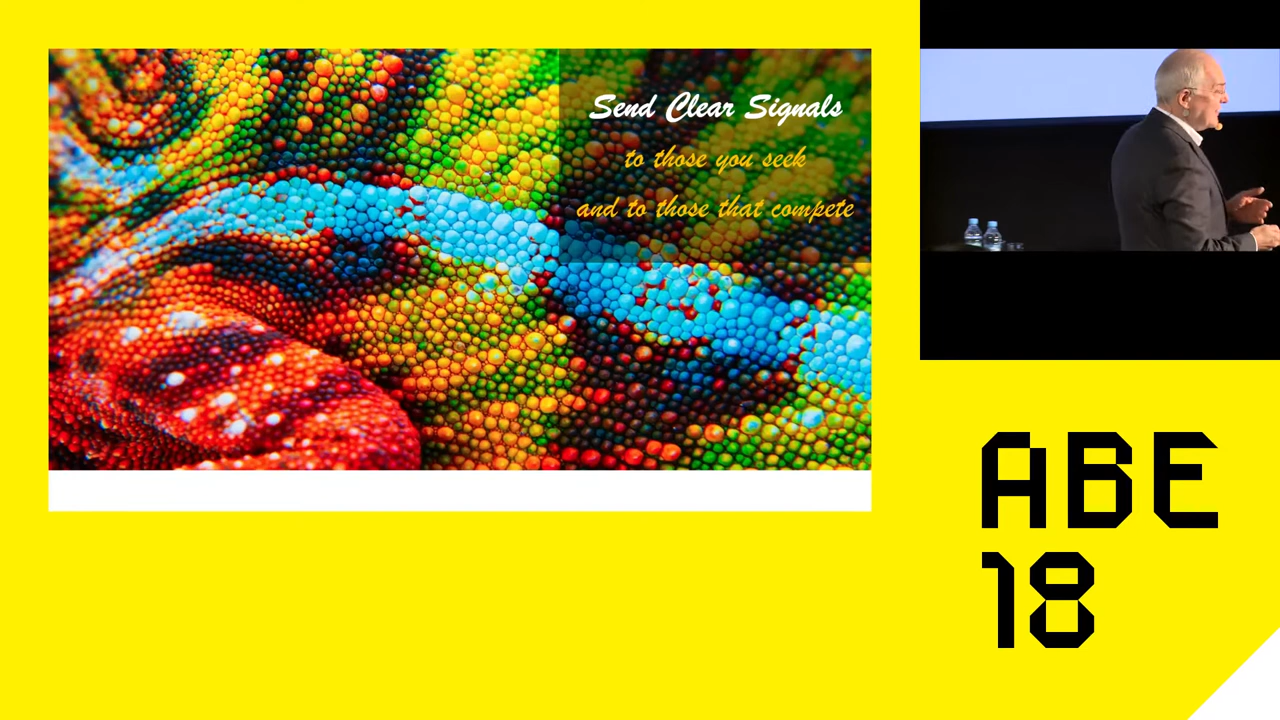 Send Clear Signals
to those you seek
and to those that compete
ABE
18